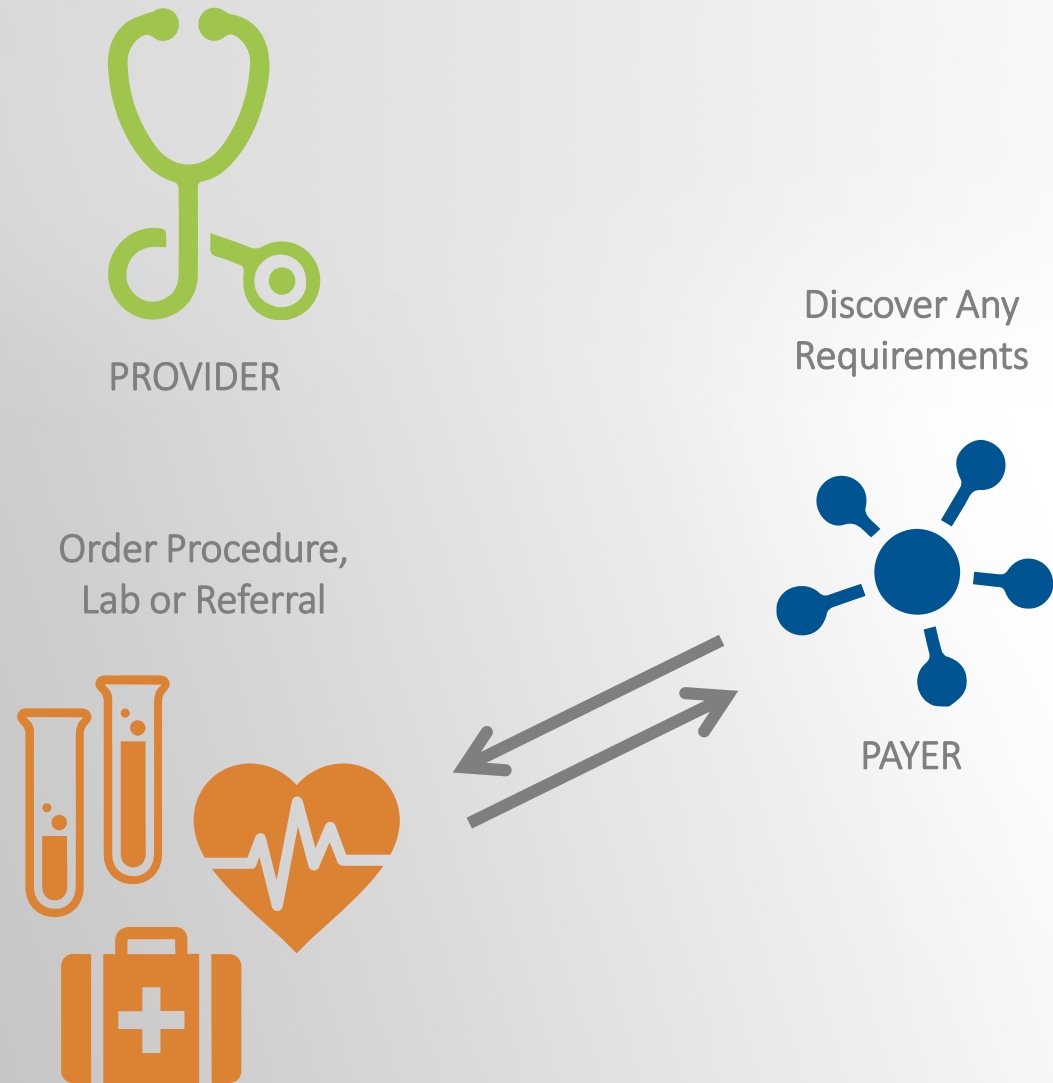 PROVIDER
Order Procedure,
Lab or Referral
Discover Any
Requirements
PAYER